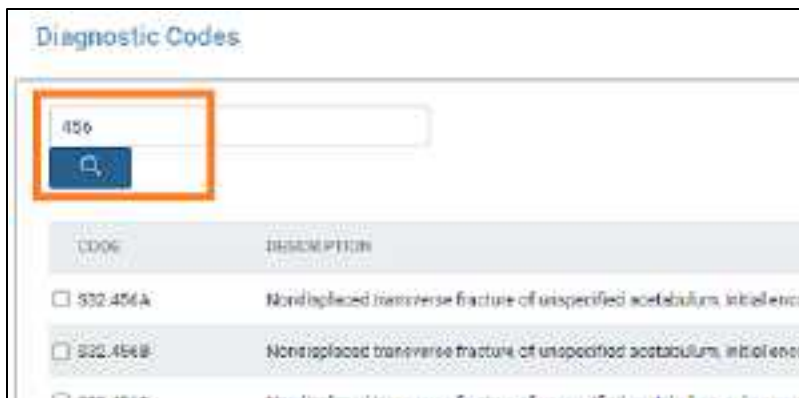 Diagnostic Codes
456
CODE DESCRIPTION
S32.456A Nondisplaced transverse fracture of unspecified acetabulum, initial enc
S32.456B Nondisplaced transverse fracture of unspecified acetabulum, initial enc